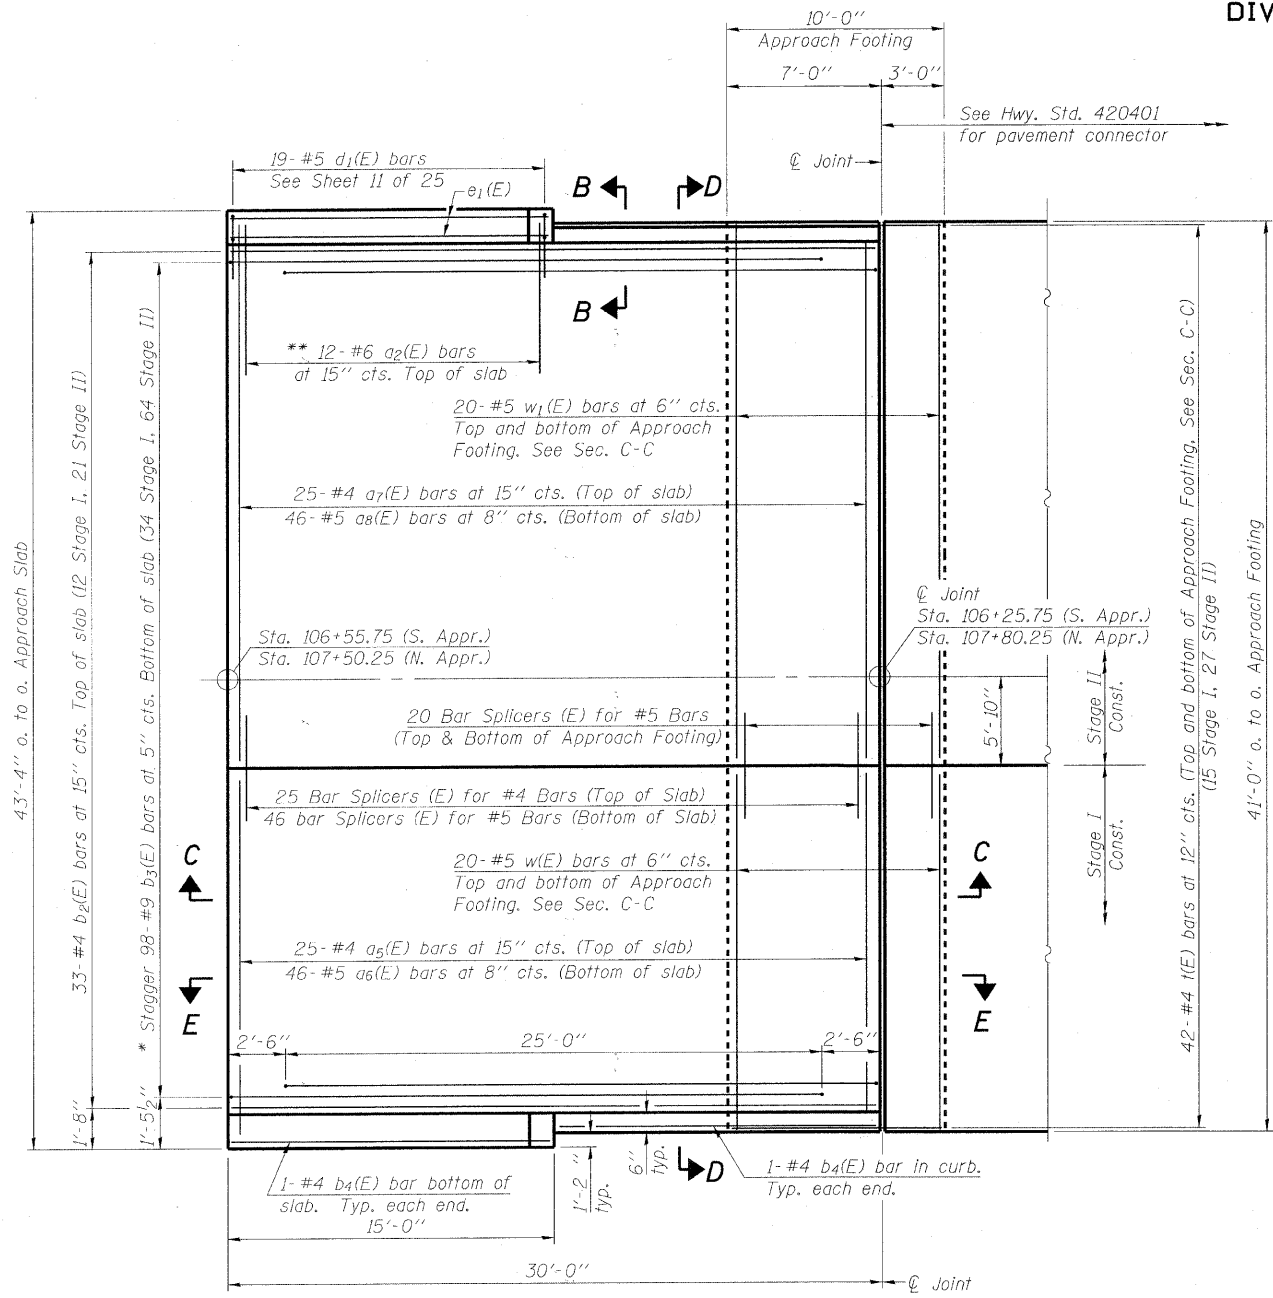 DIV
10'-0"
Approach Footing
7'-0"
3'-0"
See Hwy. Std. 420401
for pavement connector
℄ Joint
19- #5 d1(E) bars
See Sheet 11 of 25
e1(E)
B
D
B
** 12- #6 a2(E) bars
at 15" cts. Top of slab
20- #5 w1(E) bars at 6" cts.
Top and bottom of Approach
Footing. See Sec. C-C
25- #4 a7(E) bars at 15" cts. (Top of slab)
46- #5 a8(E) bars at 8" cts. (Bottom of slab)
43'-4" o. to o. Approach Slab
33- #4 b2(E) bars at 15" cts. Top of slab (12 Stage I, 21 Stage II)
* Stagger 98- #9 b3(E) bars at 5" cts. Bottom of slab (34 Stage I, 64 Stage II)
1'-8"
1'-5½"
Sta. 106+55.75 (S. Appr.)
Sta. 107+50.25 (N. Appr.)
℄ Joint
Sta. 106+25.75 (S. Appr.)
Sta. 107+80.25 (N. Appr.)
5'-10"
Stage II
Const.
Stage I
Const.
42- #4 t(E) bars at 12" cts. (Top and bottom of Approach Footing, See Sec. C-C)
(15 Stage I, 27 Stage II)
41'-0" o. to o. Approach Footing
20 Bar Splicers (E) for #5 Bars
(Top & Bottom of Approach Footing)
25 Bar Splicers (E) for #4 Bars (Top of Slab)
46 bar Splicers (E) for #5 Bars (Bottom of Slab)
C
C
20- #5 w(E) bars at 6" cts.
Top and bottom of Approach
Footing. See Sec. C-C
25- #4 a5(E) bars at 15" cts. (Top of slab)
46- #5 a6(E) bars at 8" cts. (Bottom of slab)
E
E
2'-6"
25'-0"
2'-6"
1- #4 b4(E) bar bottom of
slab. Typ. each end.
1'-2"
typ.
6"
typ.
D
1- #4 b4(E) bar in curb.
Typ. each end.
15'-0"
30'-0"
℄ Joint